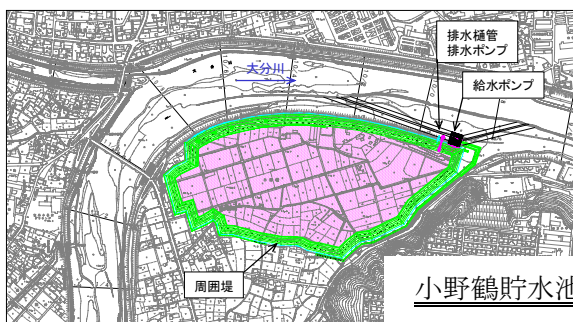 排水樋管
排水ポンプ
大分川
給水ポンプ
周囲堤
小野鶴貯水池